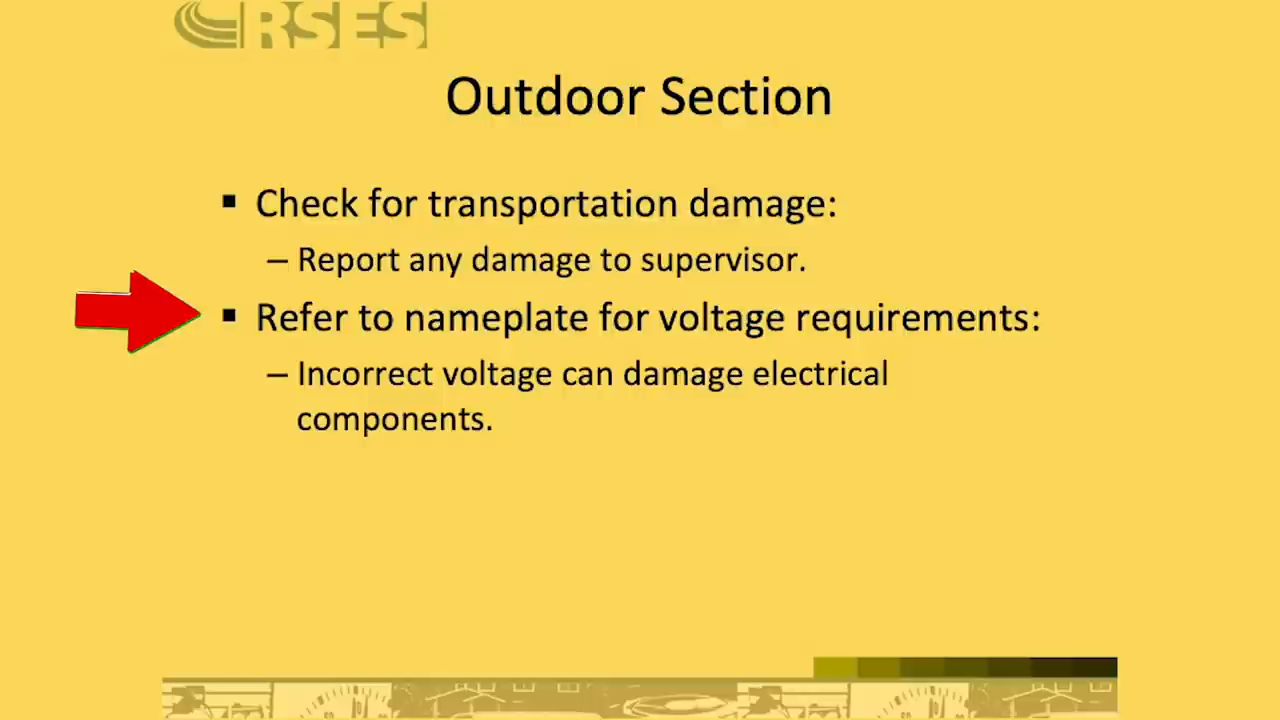 RSES
Outdoor Section
▪ Check for transportation damage:
– Report any damage to supervisor.
▪ Refer to nameplate for voltage requirements:
– Incorrect voltage can damage electrical
components.